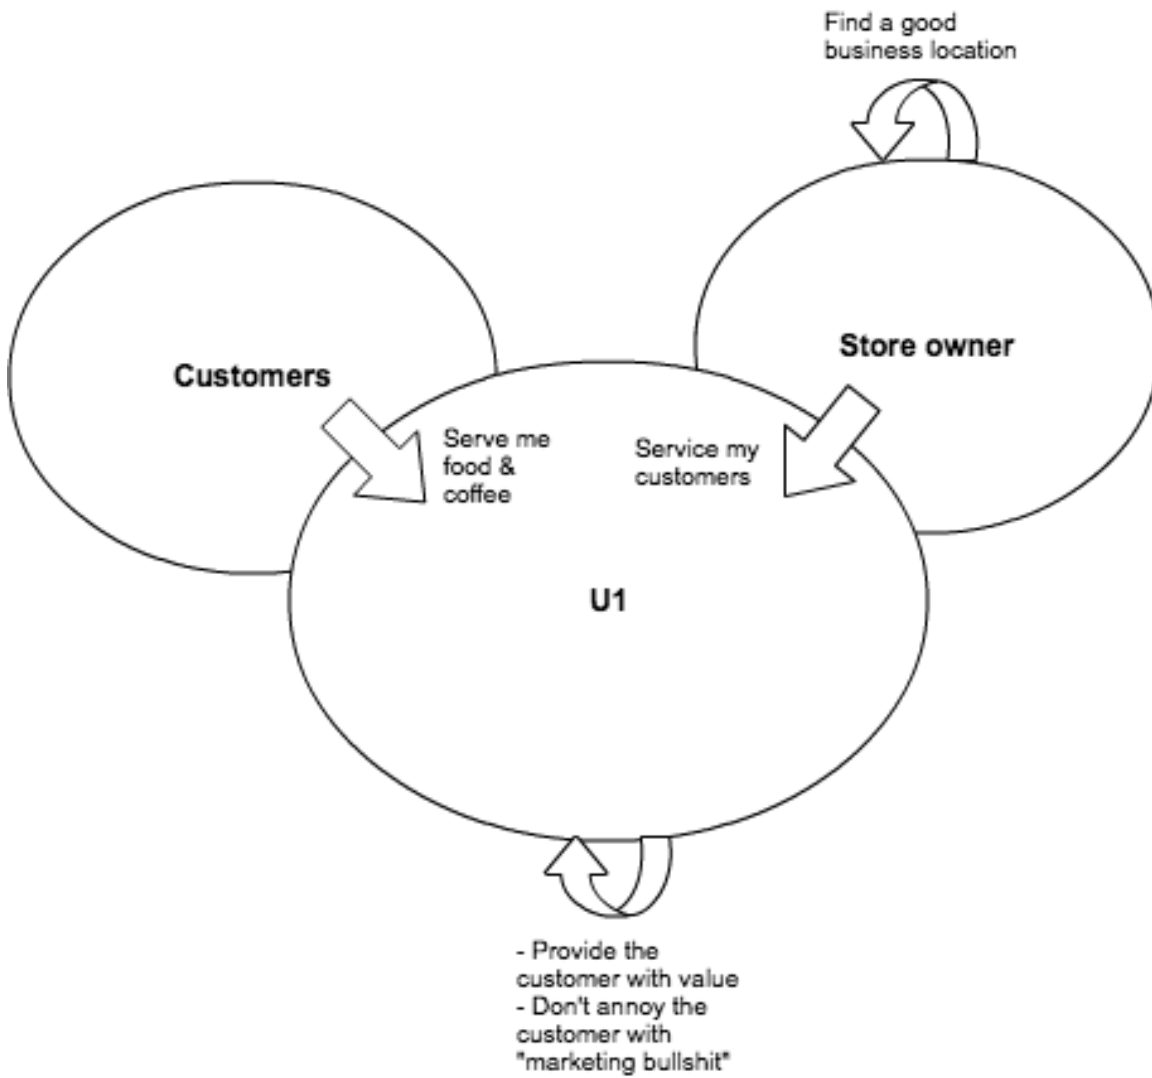 Find a good
business location
Customers
Store owner
Serve me
food &
coffee
Service my
customers
U1
- Provide the
customer with value
- Don't annoy the
customer with
"marketing bullshit"